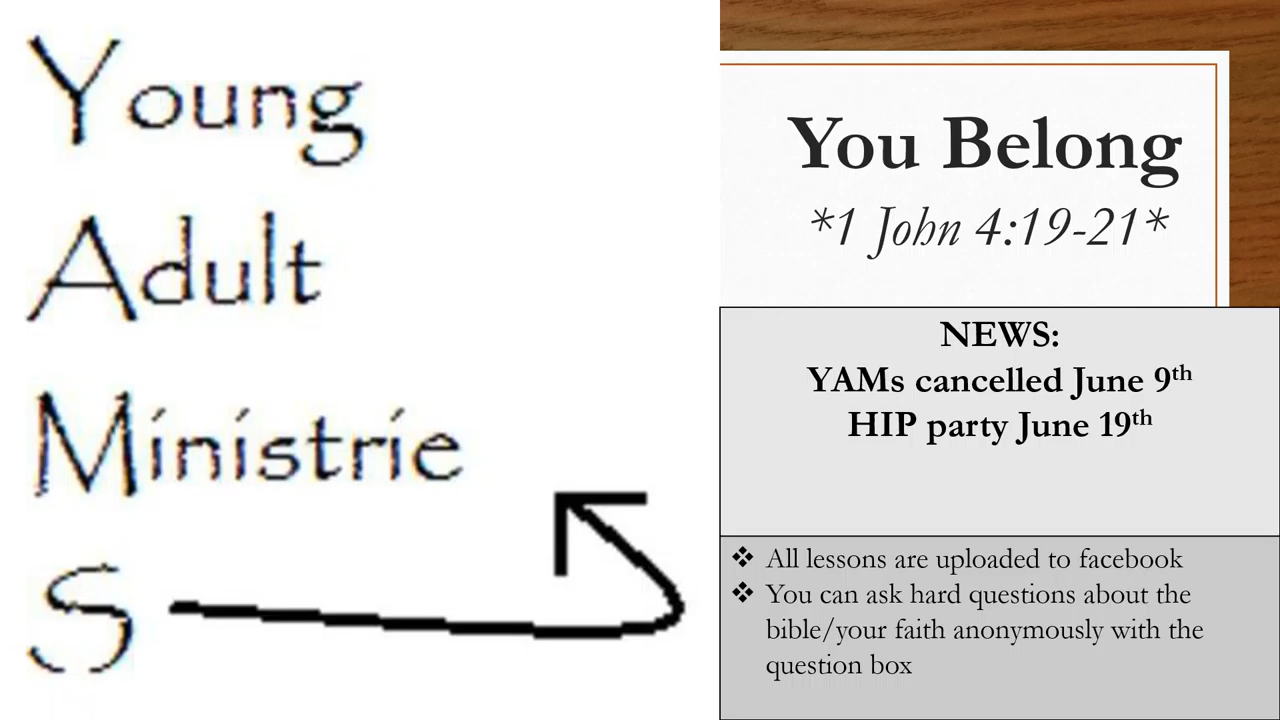 Young
Adult
Ministrie
S
You Belong
*1 John 4:19-21*
NEWS:
YAMs cancelled June 9th
HIP party June 19th
❖ All lessons are uploaded to facebook
❖ You can ask hard questions about the
bible/your faith anonymously with the
question box